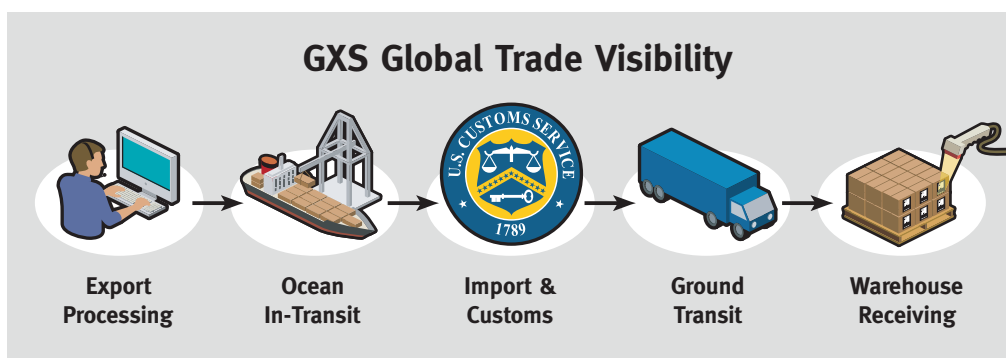 GXS Global Trade Visibility
U.S. CUSTOMS SERVICE
1789
Export
Processing
Ocean
In-Transit
Import &
Customs
Ground
Transit
Warehouse
Receiving